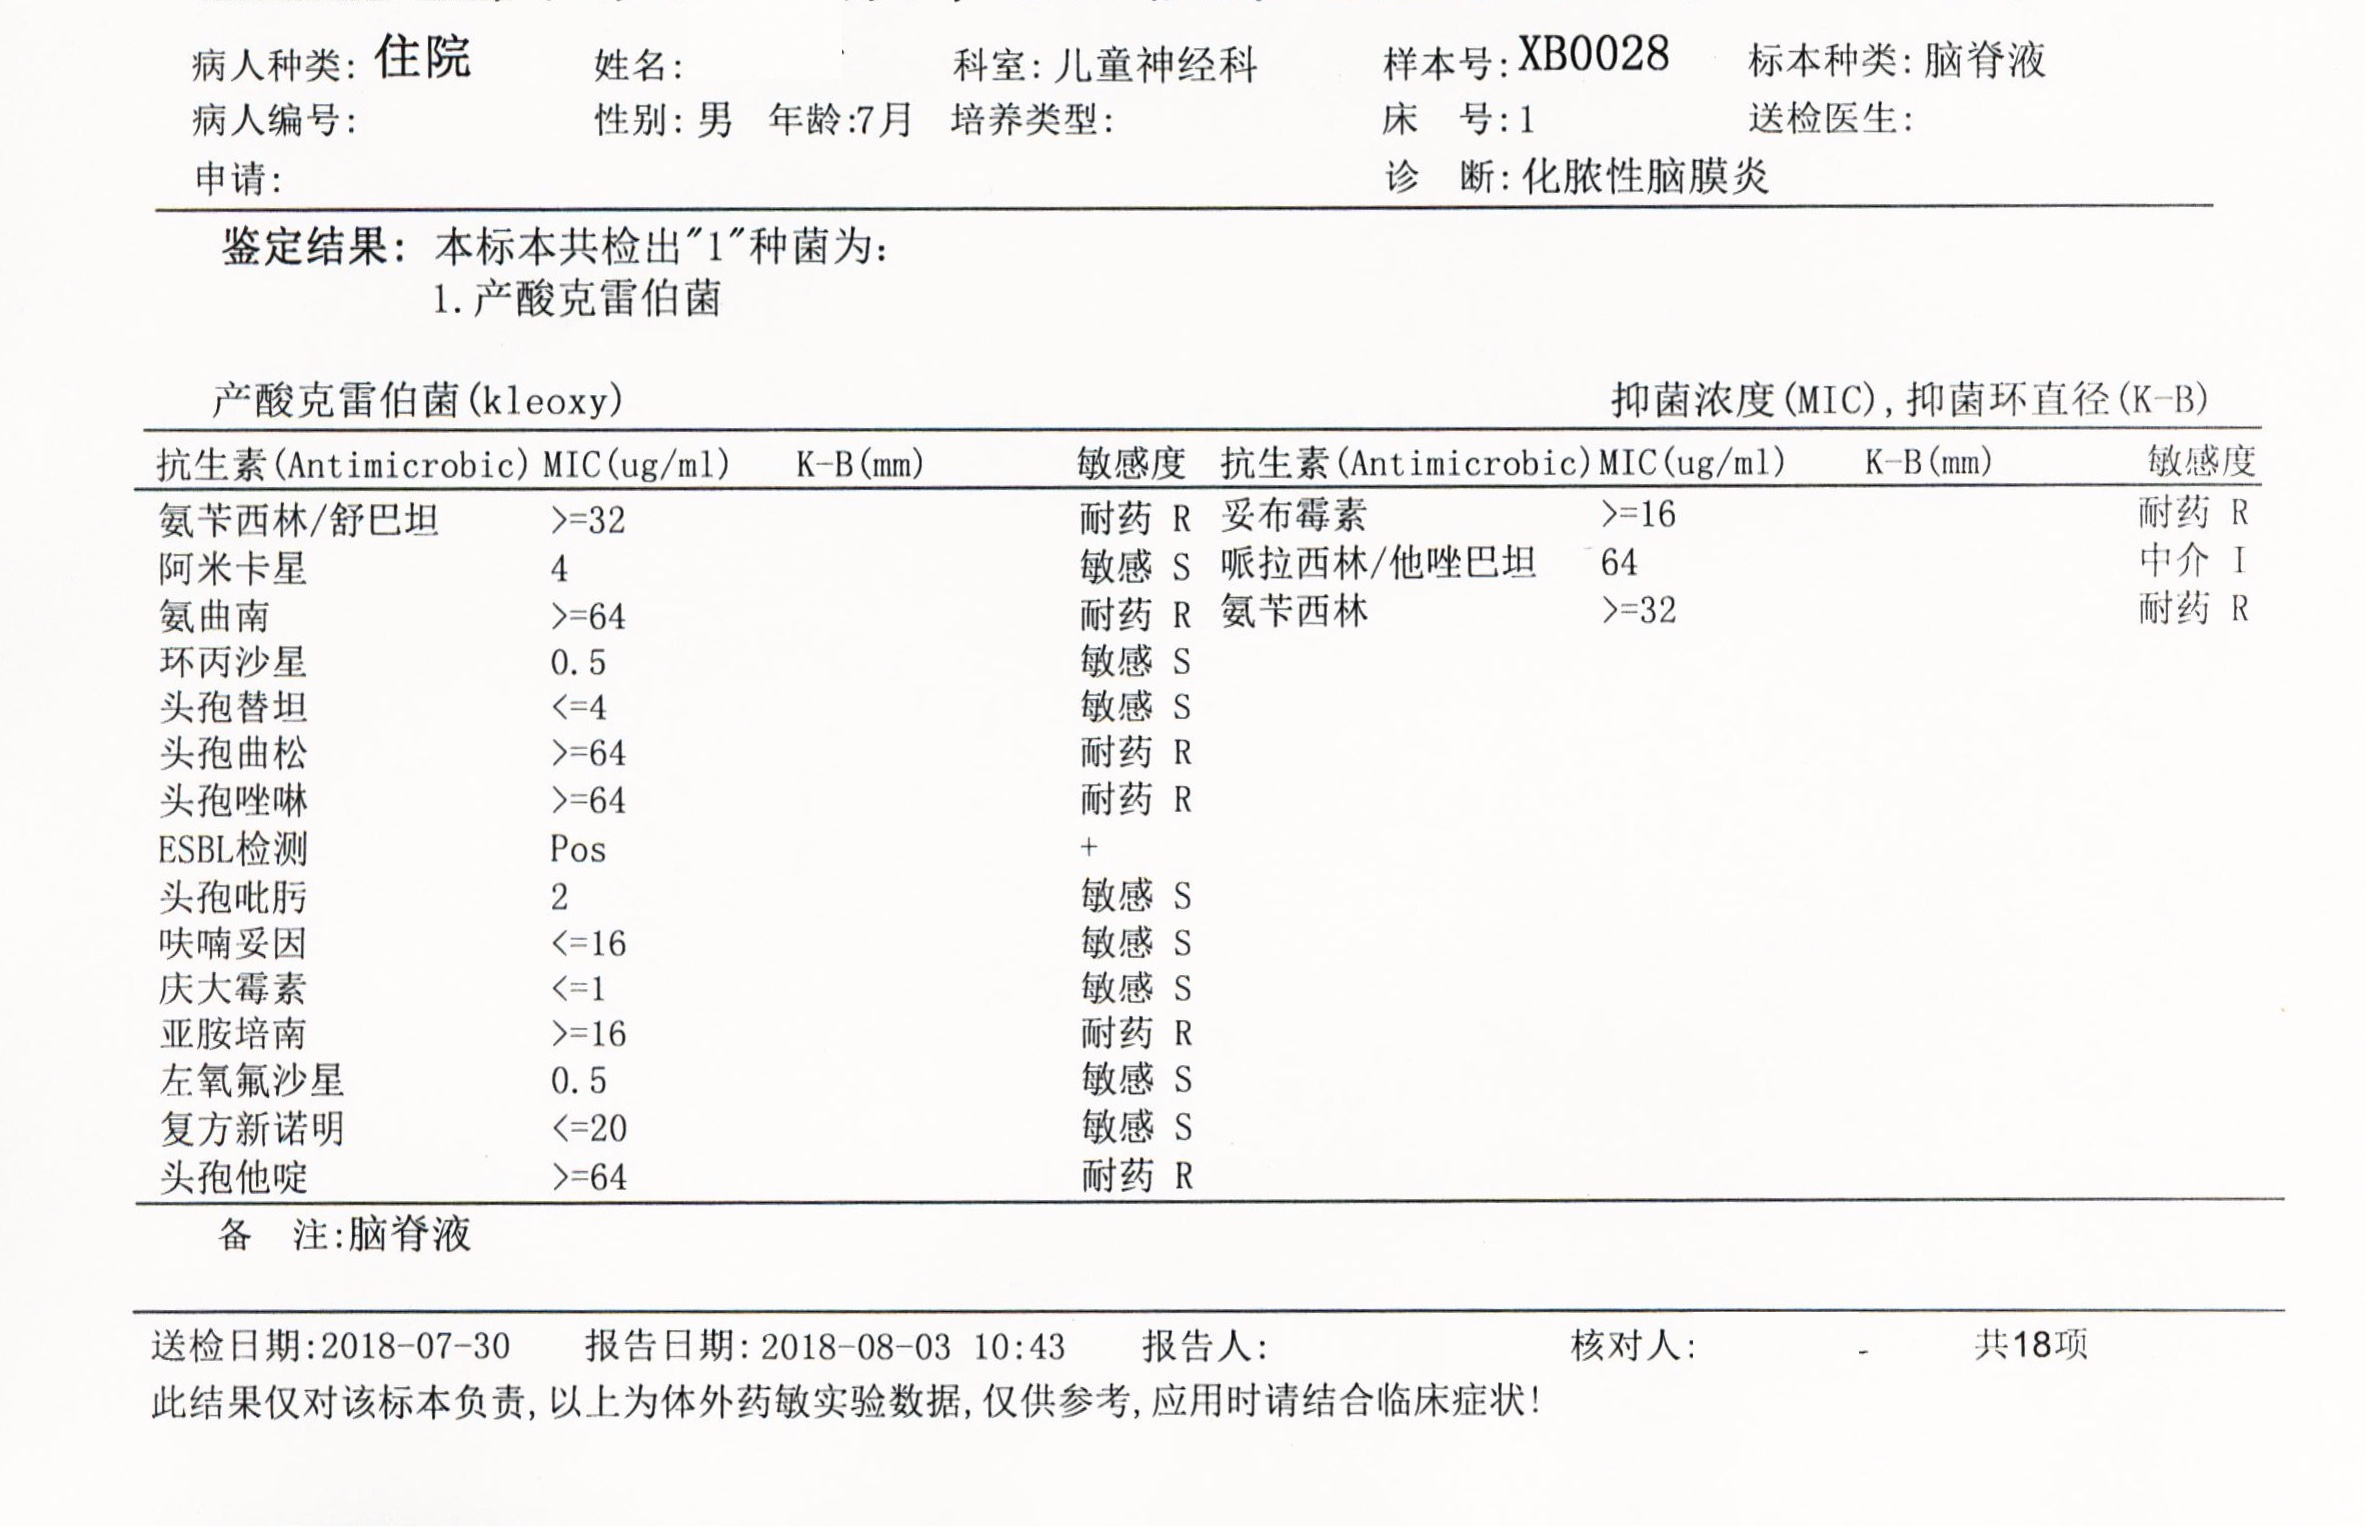 病人种类: 住院 姓名: 科室: 儿童神经科 样本号: XB0028 标本种类: 脑脊液
病人编号: 性别: 男 年龄:7月 培养类型: 床 号:1 送检医生:
申请: 诊 断: 化脓性脑膜炎
鉴定结果: 本标本共检出"1"种菌为:
1.产酸克雷伯菌
产酸克雷伯菌(kleoxy) 抑菌浓度(MIC),抑菌环直径(K-B)
抗生素(Antimicrobic) MIC(ug/ml) K-B(mm) 敏感度 抗生素(Antimicrobic) MIC(ug/ml) K-B(mm) 敏感度
氨苄西林/舒巴坦 >=32 耐药 R 妥布霉素 >=16 耐药 R
阿米卡星 4 敏感 S 哌拉西林/他唑巴坦 64 中介 I
氨曲南 >=64 耐药 R 氨苄西林 >=32 耐药 R
环丙沙星 0.5 敏感 S
头孢替坦 <=4 敏感 S
头孢曲松 >=64 耐药 R
头孢唑啉 >=64 耐药 R
ESBL检测 Pos +
头孢吡肟 2 敏感 S
呋喃妥因 <=16 敏感 S
庆大霉素 <=1 敏感 S
亚胺培南 >=16 耐药 R
左氧氟沙星 0.5 敏感 S
复方新诺明 <=20 敏感 S
头孢他啶 >=64 耐药 R
备 注:脑脊液
送检日期:2018-07-30 报告日期: 2018-08-03 10:43 报告人: 核对人: 共18项
此结果仅对该标本负责,以上为体外药敏实验数据,仅供参考,应用时请结合临床症状!